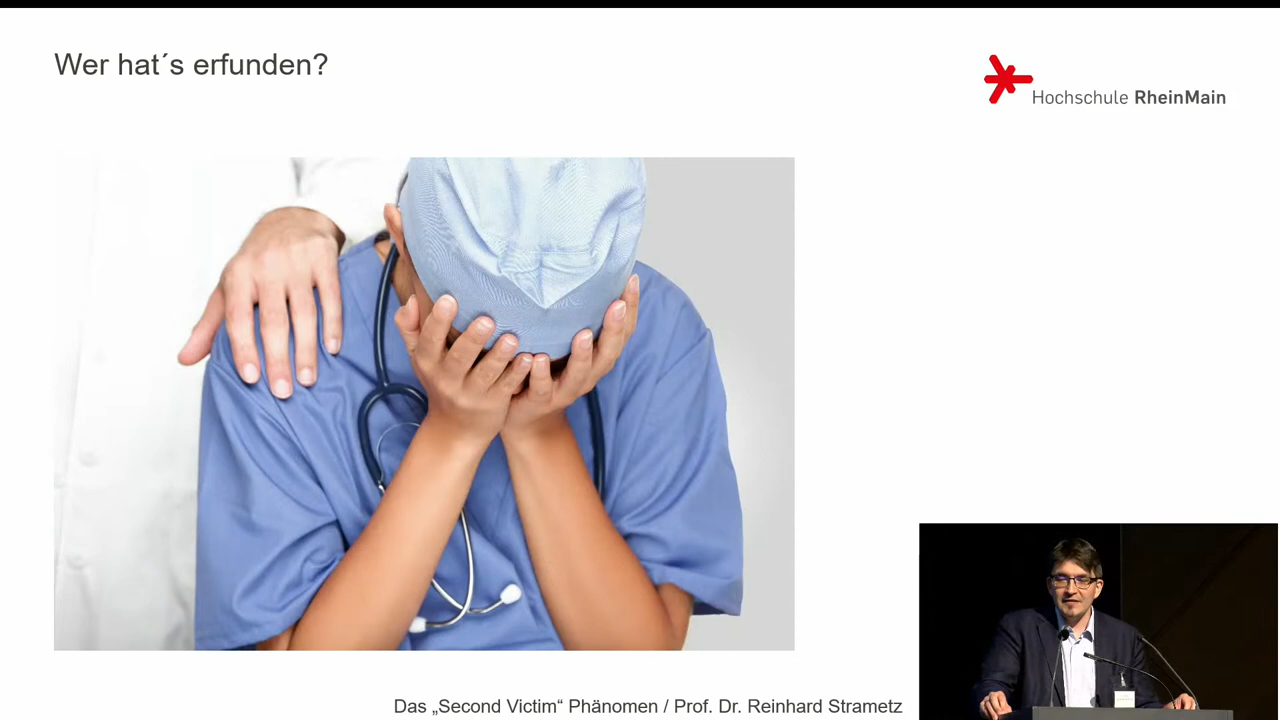 Wer hat´s erfunden?
Hochschule RheinMain
Das „Second Victim“ Phänomen / Prof. Dr. Reinhard Strametz